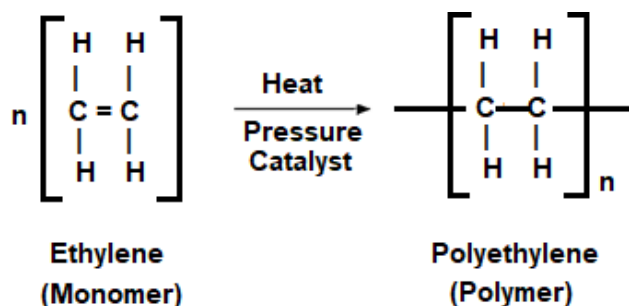 n
H H
C = C
H H
Heat
Pressure
Catalyst
H H
C C
H H
n
Ethylene
(Monomer)
Polyethylene
(Polymer)